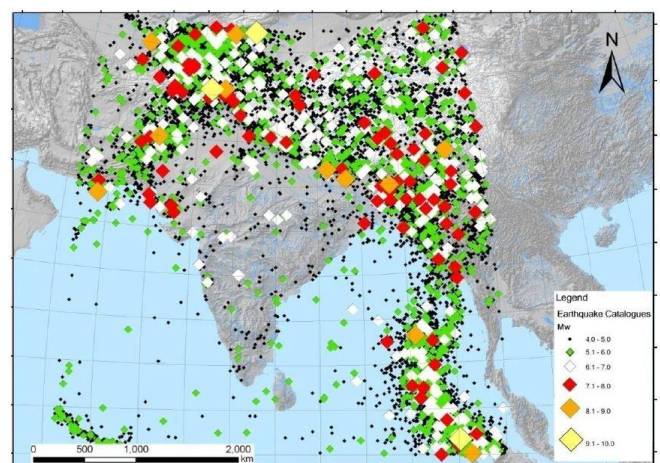 N
Legend
Earthquake Catalogues
Mw
4.0 - 5.0
5.1 - 6.0
6.1 - 7.0
7.1 - 8.0
8.1 - 9.0
9.1 - 10.0
0 500 1,000 2,000
km